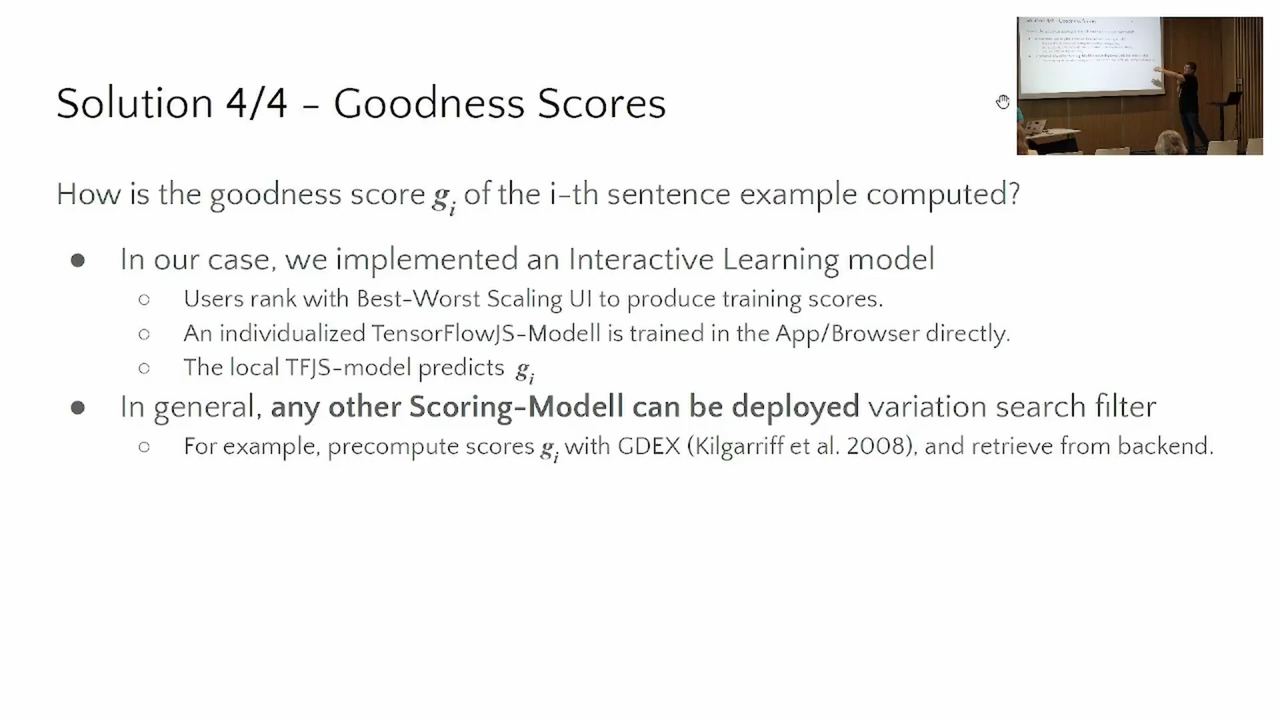 Solution 4/4 – Goodness Scores
How is the goodness score gᵢ of the i-th sentence example computed?
● In our case, we implemented an Interactive Learning model
○ Users rank with Best-Worst Scaling UI to produce training scores.
○ An individualized TensorFlowJS-Modell is trained in the App/Browser directly.
○ The local TFJS-model predicts gᵢ
● In general, any other Scoring-Modell can be deployed variation search filter
○ For example, precompute scores gᵢ with GDEX (Kilgarriff et al. 2008), and retrieve from backend.